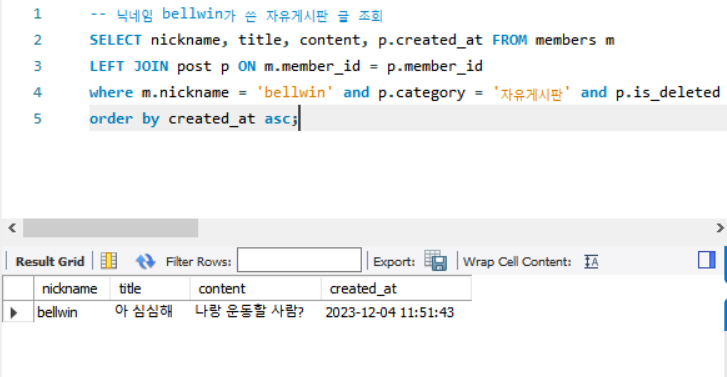 1 -- 닉네임 bellwin가 쓴 자유게시판 글 조회
2 SELECT nickname, title, content, p.created_at FROM members m
3 LEFT JOIN post p ON m.member_id = p.member_id
4 where m.nickname = 'bellwin' and p.category = '자유게시판' and p.is_deleted
5 order by created_at asc;
Result Grid Filter Rows: Export: Wrap Cell Content:
nickname title content created_at
bellwin 아 심심해 나랑 운동할 사람? 2023-12-04 11:51:43